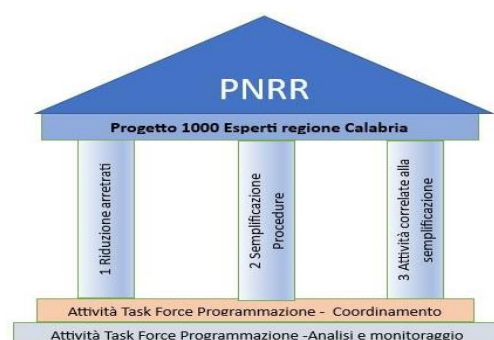 PNRR
Progetto 1000 Esperti regione Calabria
1 Riduzione arretrati
2 Semplificazione
Procedure
3 Attività correlate alla
semplificazione
Attività Task Force Programmazione - Coordinamento
Attività Task Force Programmazione -Analisi e monitoraggio